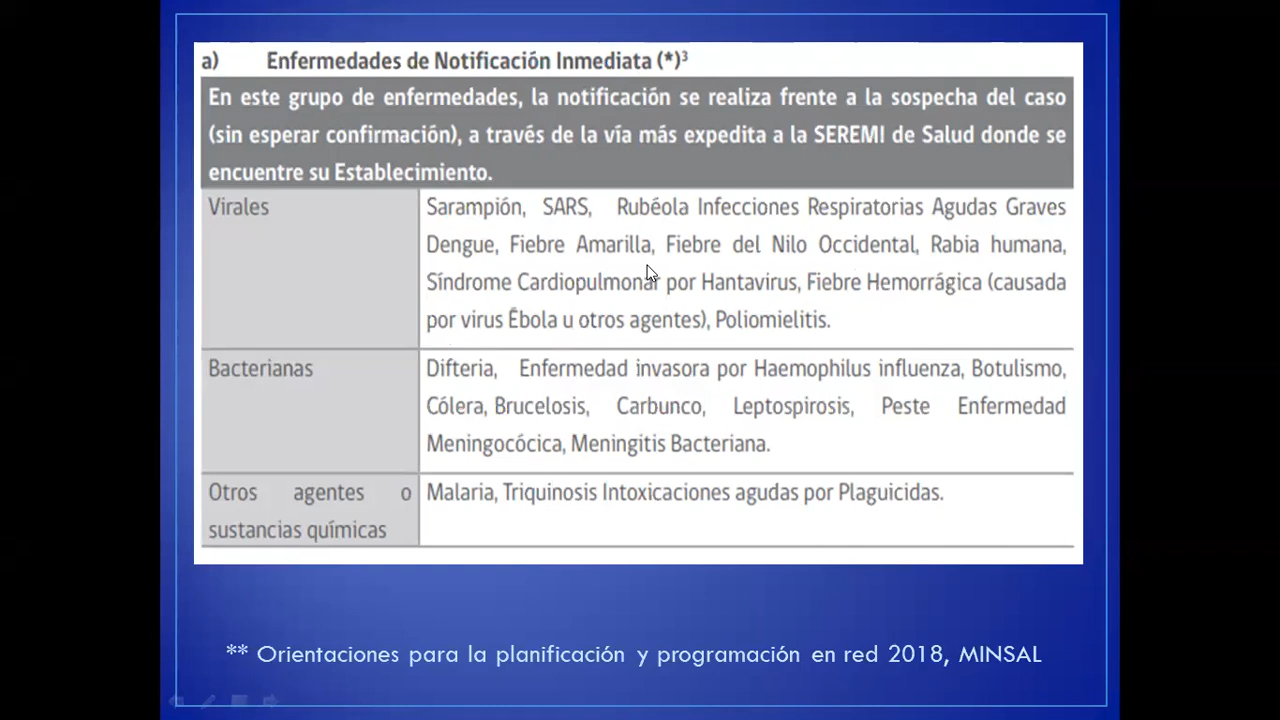 a) Enfermedades de Notificación Inmediata (*)³
En este grupo de enfermedades, la notificación se realiza frente a la sospecha del caso
(sin esperar confirmación), a través de la vía más expedita a la SEREMI de Salud donde se
encuentre su Establecimiento.
Virales
Sarampión, SARS, Rubéola Infecciones Respiratorias Agudas Graves
Dengue, Fiebre Amarilla, Fiebre del Nilo Occidental, Rabia humana,
Síndrome Cardiopulmonar por Hantavirus, Fiebre Hemorrágica (causada
por virus Ébola u otros agentes), Poliomielitis.
Bacterianas
Difteria, Enfermedad invasora por Haemophilus influenza, Botulismo,
Cólera, Brucelosis, Carbunco, Leptospirosis, Peste Enfermedad
Meningocócica, Meningitis Bacteriana.
Otros agentes o
sustancias químicas
Malaria, Triquinosis Intoxicaciones agudas por Plaguicidas.
** Orientaciones para la planificación y programación en red 2018, MINSAL